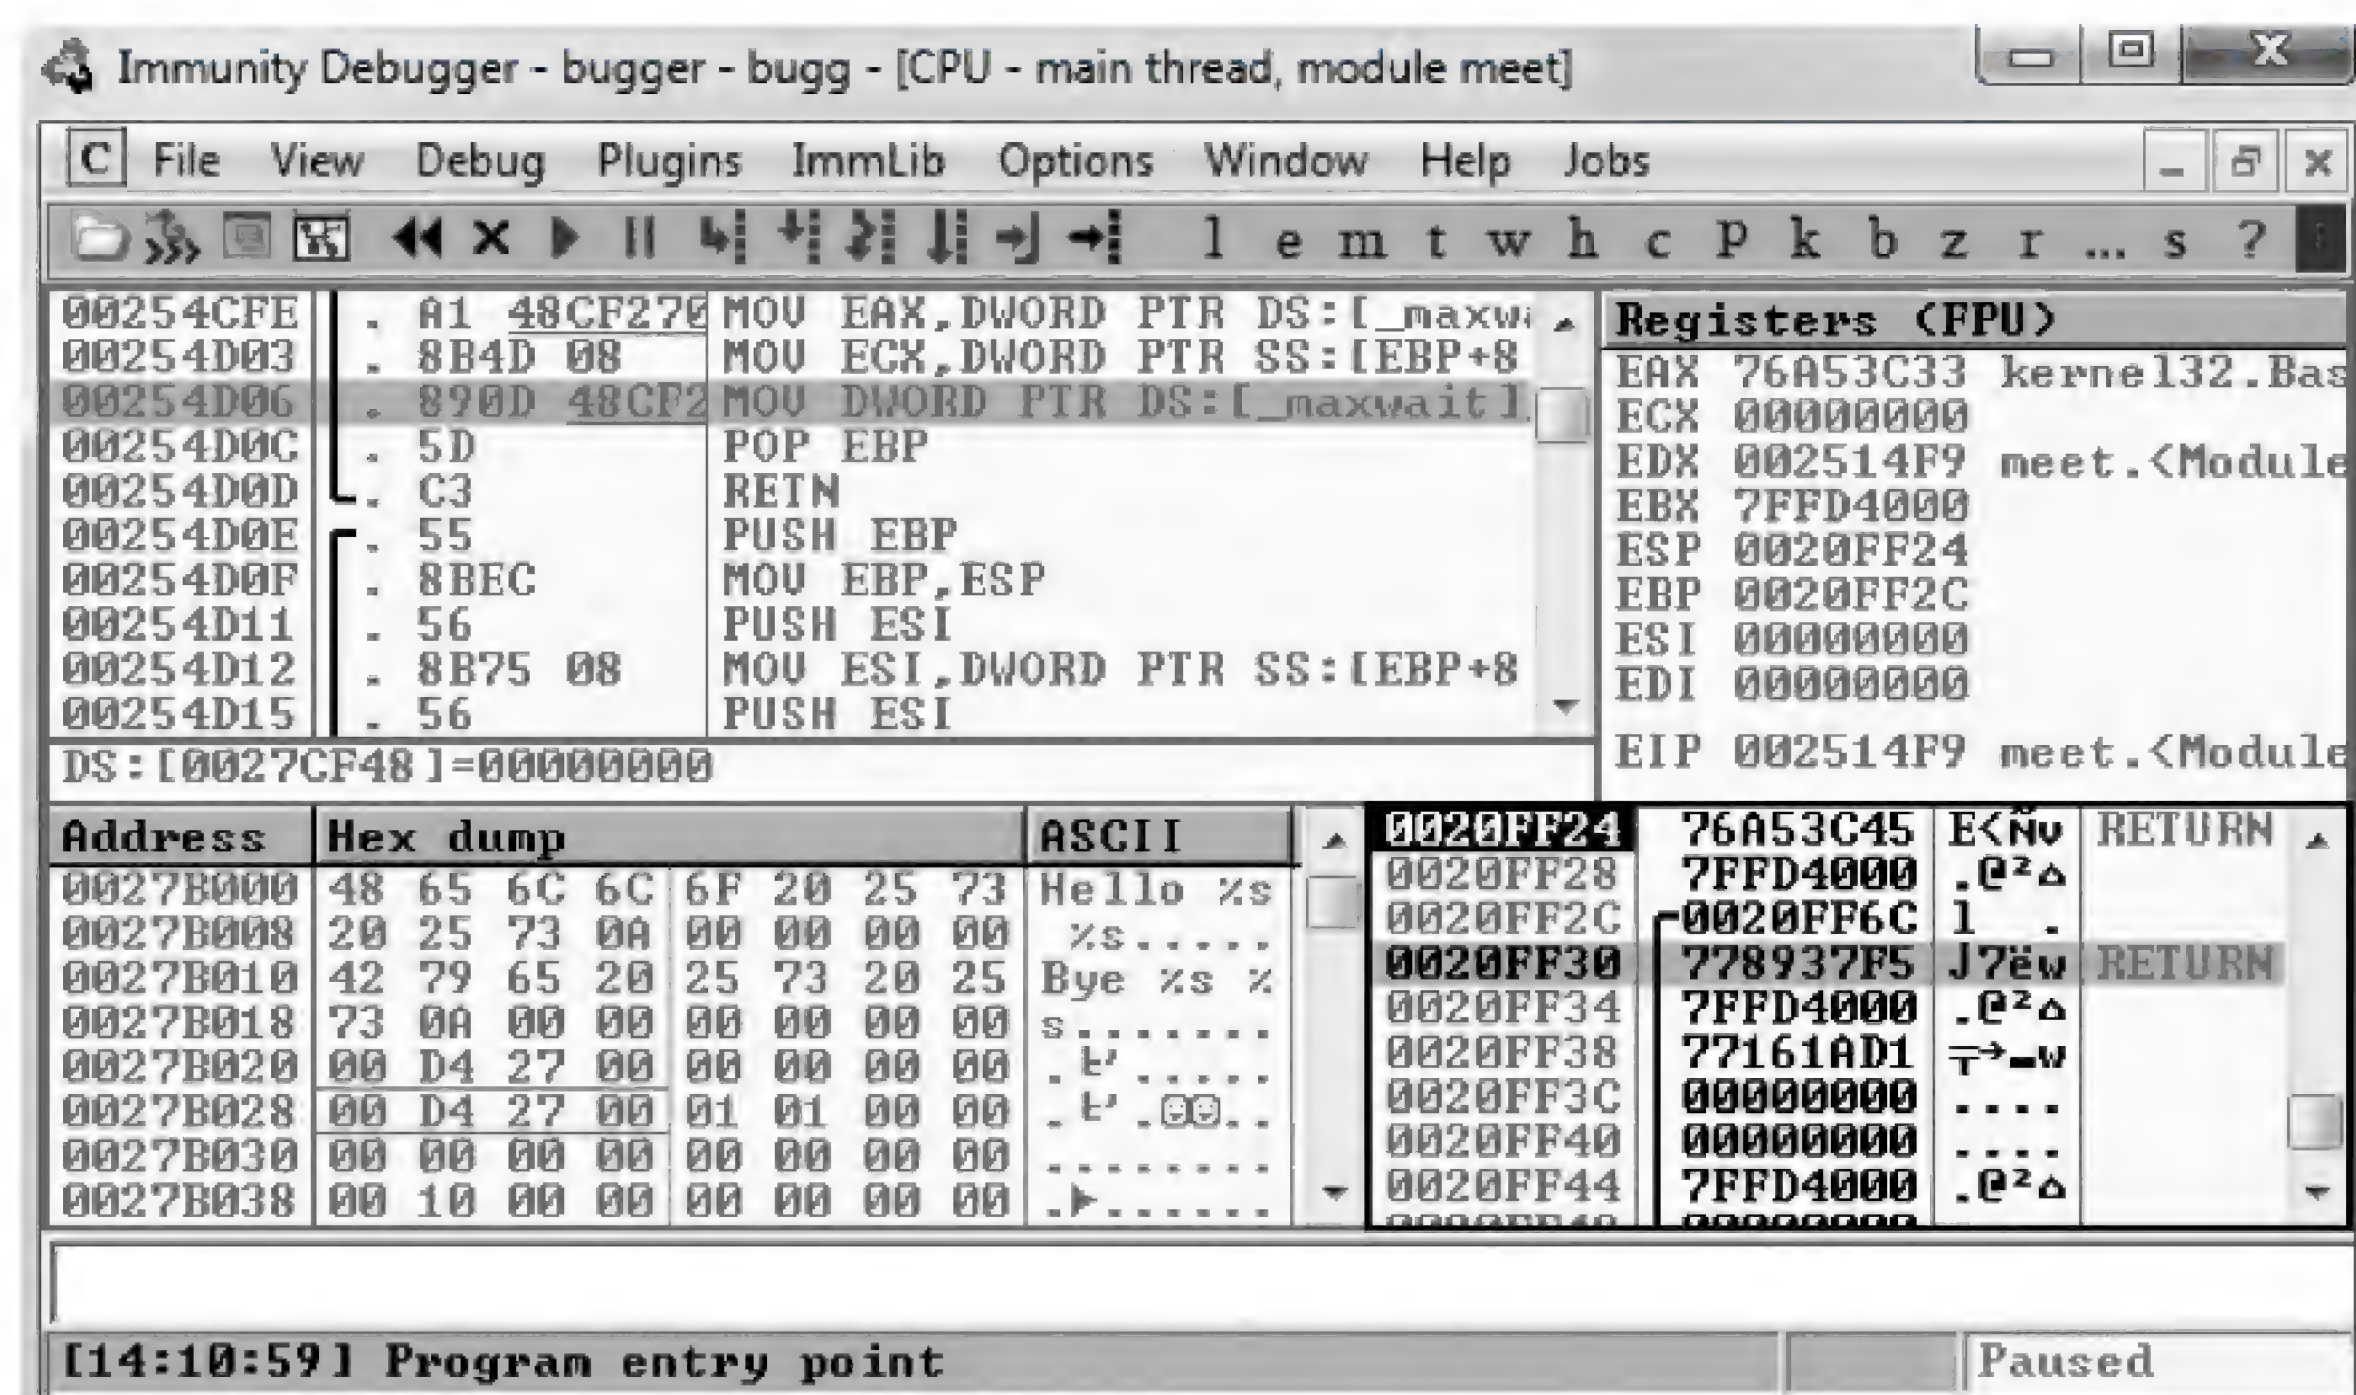 Immunity Debugger - bugger - bugg - [CPU - main thread, module meet]
C File View Debug Plugins ImmLib Options Window Help Jobs
l e m t w h c P k b z r ... s ?
00254CFE . A1 48CF270 MOV EAX,DWORD PTR DS:[_maxw
00254D03 . 8B4D 08 MOV ECX,DWORD PTR SS:[EBP+8
00254D06 . 890D 48CF2 MOV DWORD PTR DS:[_maxwait]
00254D0C . 5D POP EBP
00254D0D . C3 RETN
00254D0E . 55 PUSH EBP
00254D0F . 8BEC MOV EBP,ESP
00254D11 . 56 PUSH ESI
00254D12 . 8B75 08 MOV ESI,DWORD PTR SS:[EBP+8
00254D15 . 56 PUSH ESI
DS:[0027CF48]=00000000
Registers (FPU)
EAX 76A53C33 kernel32.Bas
ECX 00000000
EDX 002514F9 meet.<Module
EBX 7FFD4000
ESP 0020FF24
EBP 0020FF2C
ESI 00000000
EDI 00000000
EIP 002514F9 meet.<Module
Address Hex dump ASCII
0027B000 48 65 6C 6C 6F 20 25 73 Hello %s
0027B008 20 25 73 0A 00 00 00 00 %s.....
0027B010 42 79 65 20 25 73 20 25 Bye %s %
0027B018 73 0A 00 00 00 00 00 00 s.......
0027B020 00 D4 27 00 00 00 00 00
0027B028 00 D4 27 00 01 01 00 00
0027B030 00 00 00 00 00 00 00 00 ........
0027B038 00 10 00 00 00 00 00 00 .►......
0020FF24 76A53C45 E<Ñv RETURN
0020FF28 7FFD4000 .@²⌂
0020FF2C 0020FF6C l .
0020FF30 778937F5 J7ëw RETURN
0020FF34 7FFD4000 .@²⌂
0020FF38 77161AD1 ╤→▬w
0020FF3C 00000000 ....
0020FF40 00000000 ....
0020FF44 7FFD4000 .@²⌂
[14:10:59] Program entry point
Paused